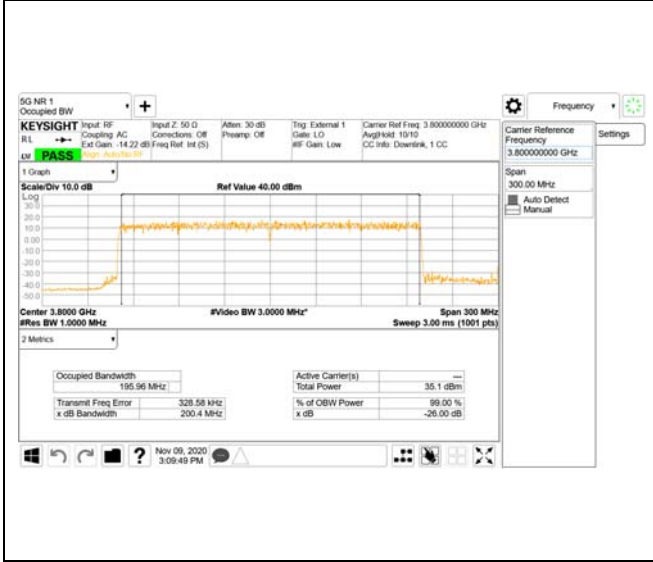 5G NR 1
Occupied BW
Frequency
KEYSIGHT
R L
PASS
Input: RF
Coupling: AC
Ext Gain: -14.22 dB
Align: Auto/No RF
Input Z: 50 Ω
Corrections: Off
Freq Ref: Int (S)
Atten: 30 dB
Preamp: Off
Trig: External 1
Gate: LO
#IF Gain: Low
Carrier Ref Freq: 3.800000000 GHz
Avg|Hold: 10/10
CC Info: Downlink, 1 CC
Carrier Reference
Frequency
3.800000000 GHz
Settings
Span
300.00 MHz
Auto Detect
Manual
1 Graph
Scale/Div 10.0 dB
Ref Value 40.00 dBm
Log
30.0
20.0
10.0
0.00
-10.0
-20.0
-30.0
-40.0
-50.0
Center 3.8000 GHz
#Video BW 3.0000 MHz*
Span 300 MHz
#Res BW 1.0000 MHz
Sweep 3.00 ms (1001 pts)
2 Metrics
Occupied Bandwidth
195.96 MHz
Active Carrier(s)
---
Total Power
35.1 dBm
Transmit Freq Error
328.58 kHz
% of OBW Power
99.00 %
x dB Bandwidth
200.4 MHz
x dB
-26.00 dB
?
Nov 09, 2020
3:09:49 PM